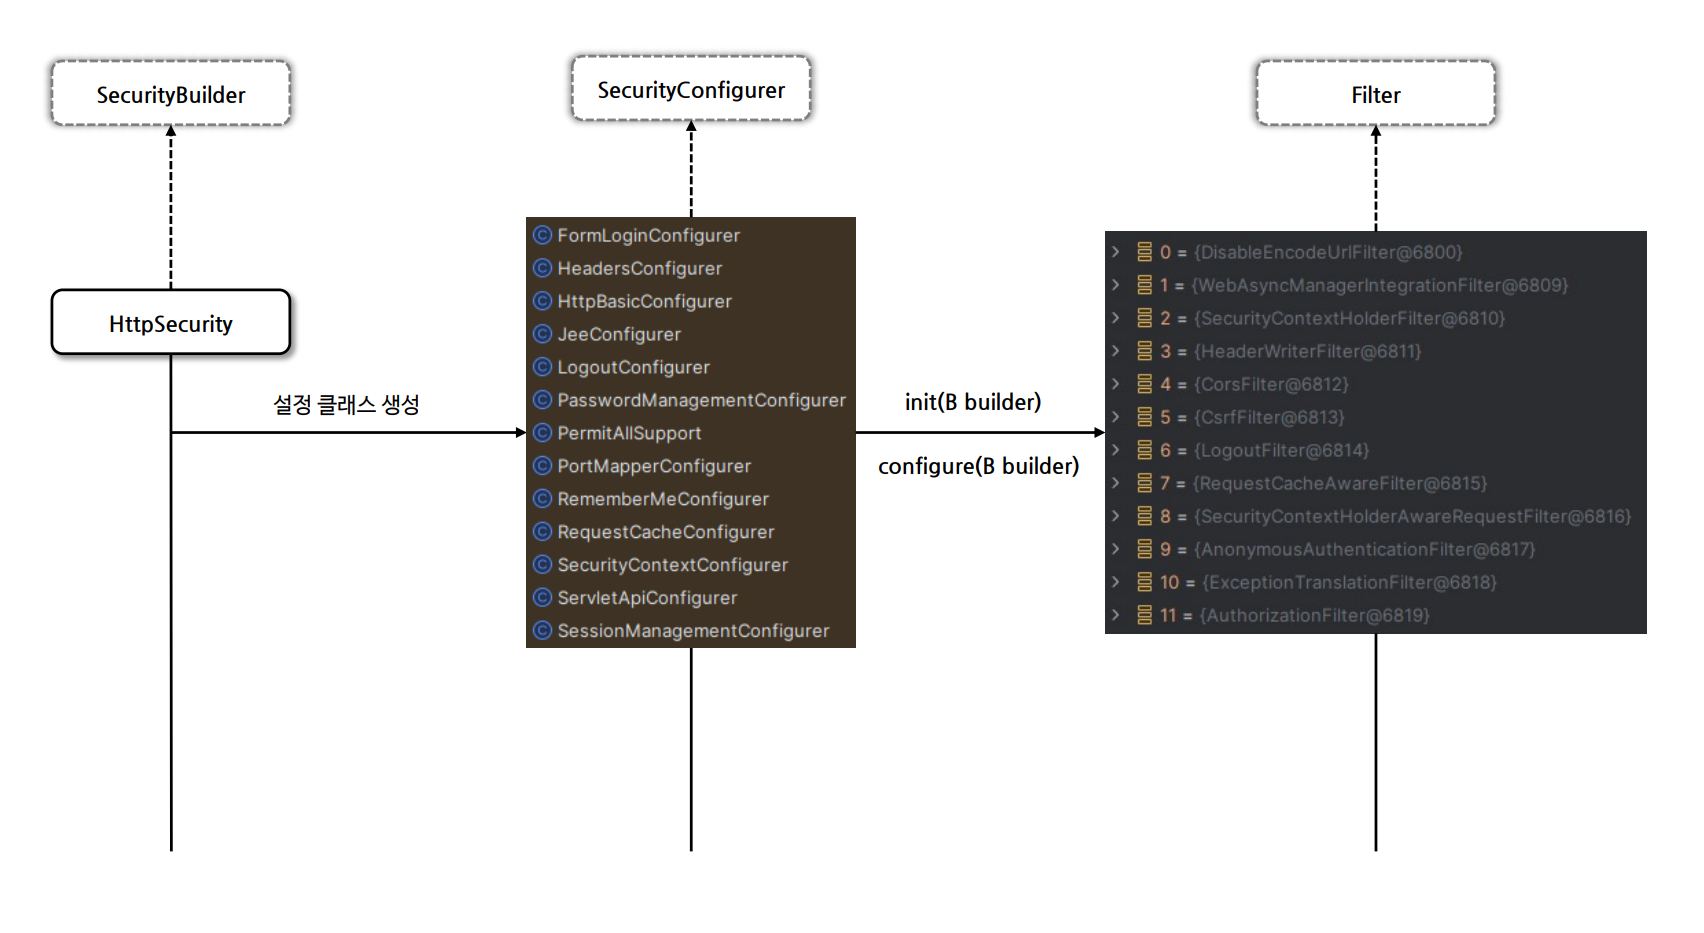 SecurityBuilder
SecurityConfigurer
Filter
HttpSecurity
설정 클래스 생성
FormLoginConfigurer
HeadersConfigurer
HttpBasicConfigurer
JeeConfigurer
LogoutConfigurer
PasswordManagementConfigurer
PermitAllSupport
PortMapperConfigurer
RememberMeConfigurer
RequestCacheConfigurer
SecurityContextConfigurer
ServletApiConfigurer
SessionManagementConfigurer
init(B builder)
configure(B builder)
0 = {DisableEncodeUrlFilter@6800}
1 = {WebAsyncManagerIntegrationFilter@6809}
2 = {SecurityContextHolderFilter@6810}
3 = {HeaderWriterFilter@6811}
4 = {CorsFilter@6812}
5 = {CsrfFilter@6813}
6 = {LogoutFilter@6814}
7 = {RequestCacheAwareFilter@6815}
8 = {SecurityContextHolderAwareRequestFilter@6816}
9 = {AnonymousAuthenticationFilter@6817}
10 = {ExceptionTranslationFilter@6818}
11 = {AuthorizationFilter@6819}